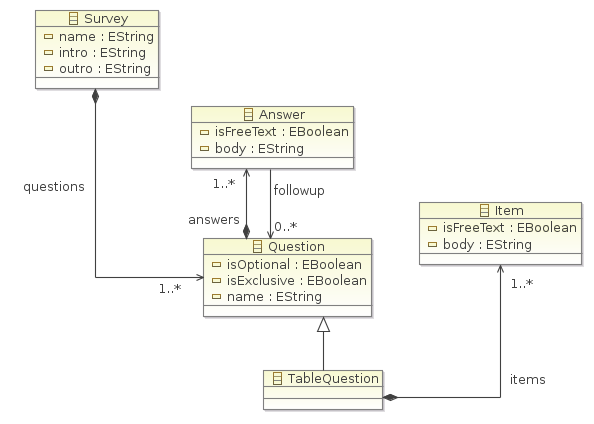 Survey
name : EString
intro : EString
outro : EString
Answer
isFreeText : EBoolean
body : EString
questions
1..*
followup
answers
0..*
Item
isFreeText : EBoolean
body : EString
Question
isOptional : EBoolean
isExclusive : EBoolean
name : EString
1..*
1..*
TableQuestion
items